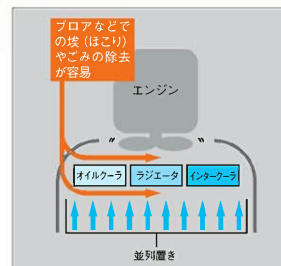 ブロアなどで
の埃（ほこり）
やごみの除去
が容易
エンジン
オイルクーラ
ラジエータ
インタークーラ
並列置き